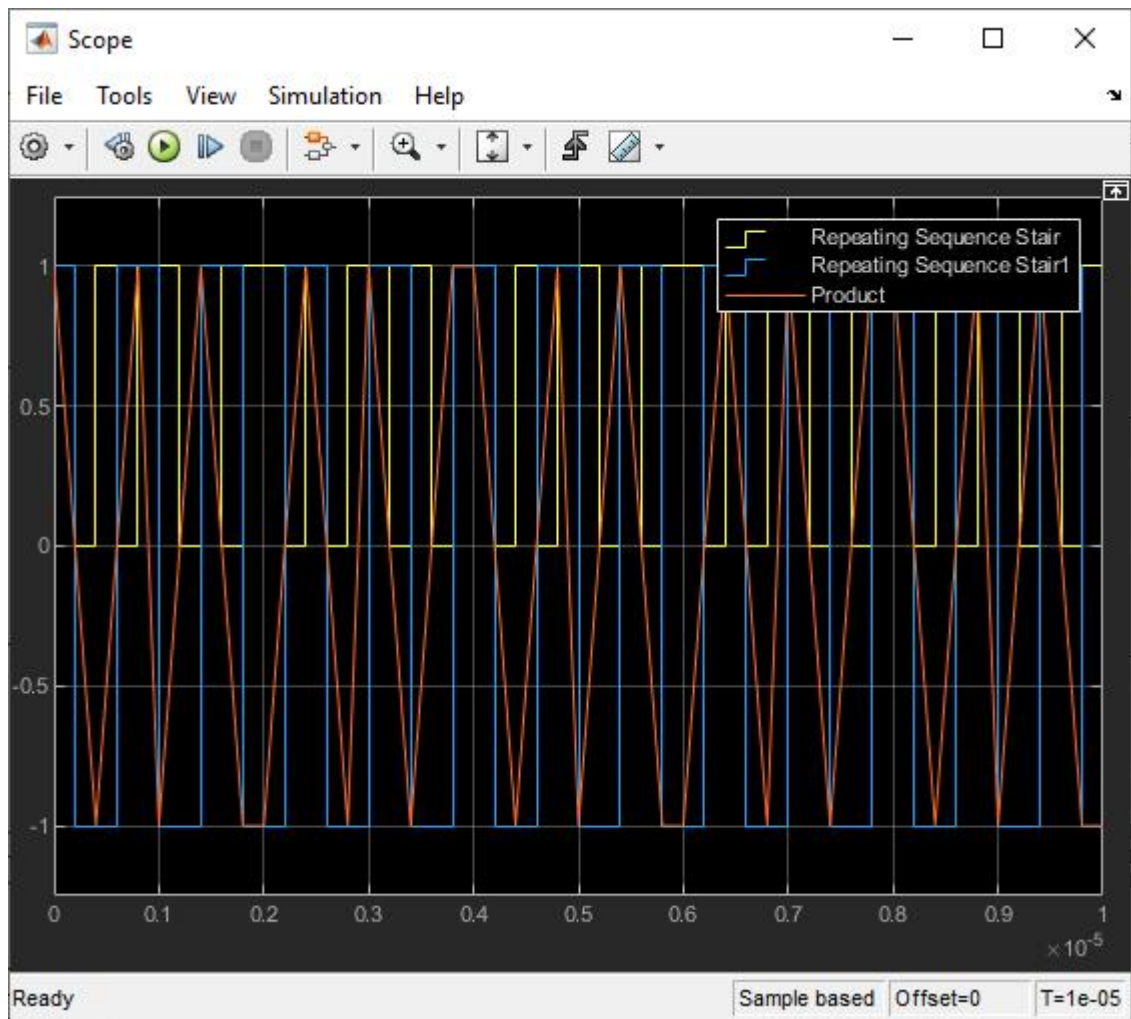 Scope
File Tools View Simulation Help
Repeating Sequence Stair
Repeating Sequence Stair1
Product
1
0.5
0
-0.5
-1
0 0.1 0.2 0.3 0.4 0.5 0.6 0.7 0.8 0.9 1
×10-5
Ready Sample based Offset=0 T=1e-05